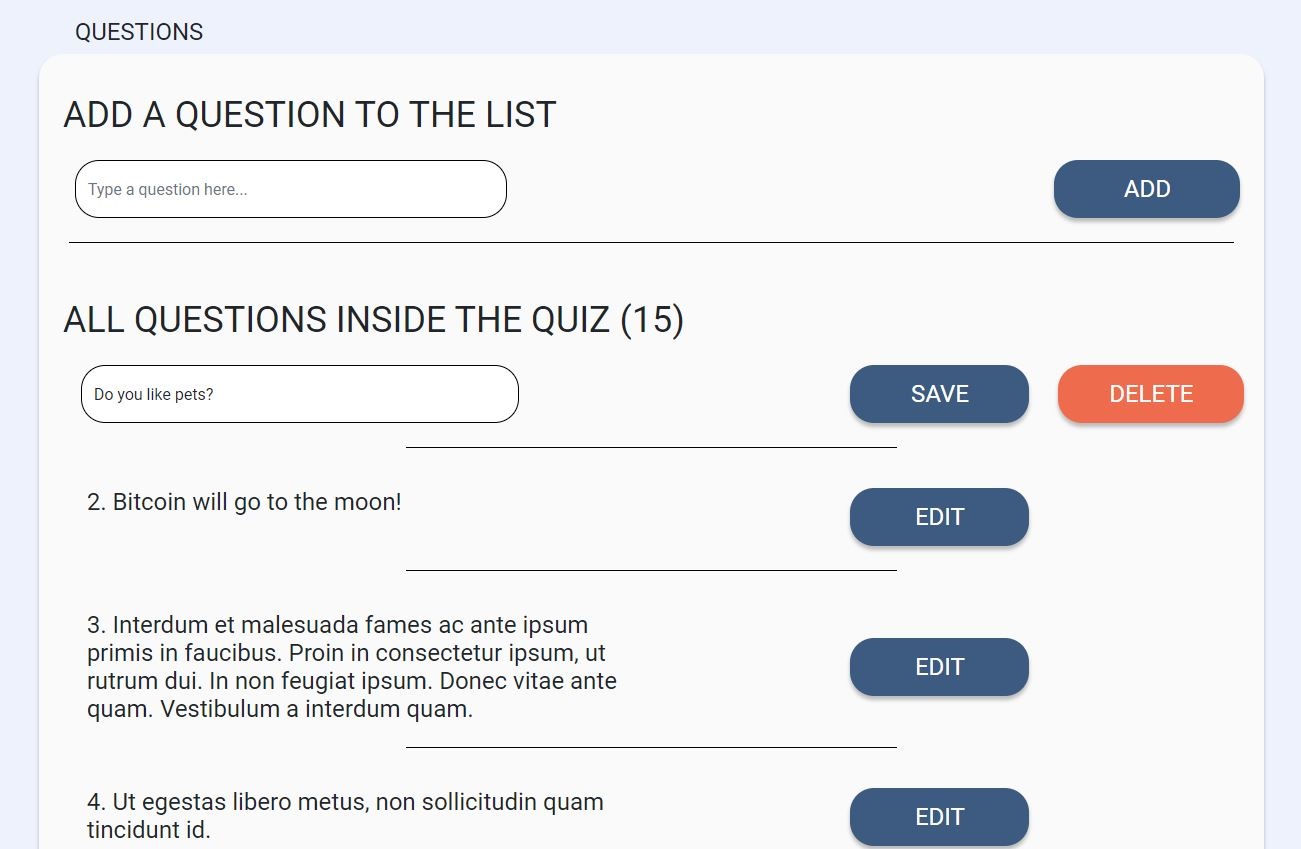 QUESTIONS
ADD A QUESTION TO THE LIST
Type a question here...
ADD
ALL QUESTIONS INSIDE THE QUIZ (15)
Do you like pets?
SAVE
DELETE
2. Bitcoin will go to the moon!
EDIT
3. Interdum et malesuada fames ac ante ipsum
primis in faucibus. Proin in consectetur ipsum, ut
rutrum dui. In non feugiat ipsum. Donec vitae ante
quam. Vestibulum a interdum quam.
EDIT
4. Ut egestas libero metus, non sollicitudin quam
tincidunt id.
EDIT